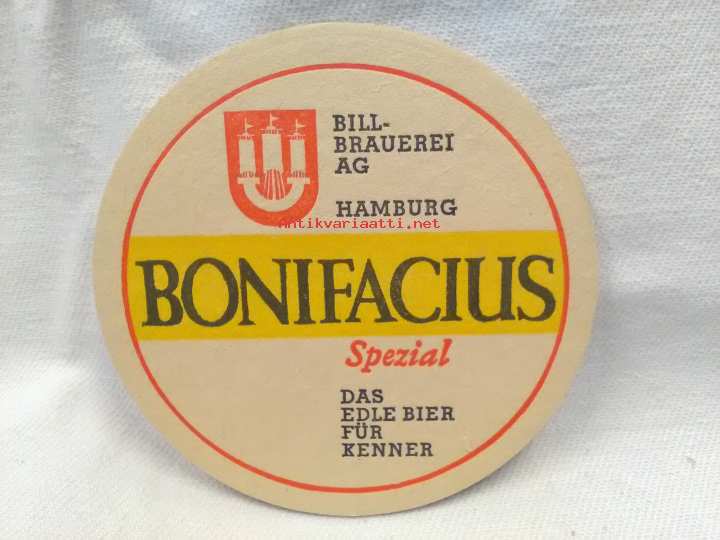 BILL-
BRAUEREI
AG
HAMBURG
Antikvariaatti.net
BONIFACIUS
Spezial
DAS
EDLE BIER
FÜR
KENNER